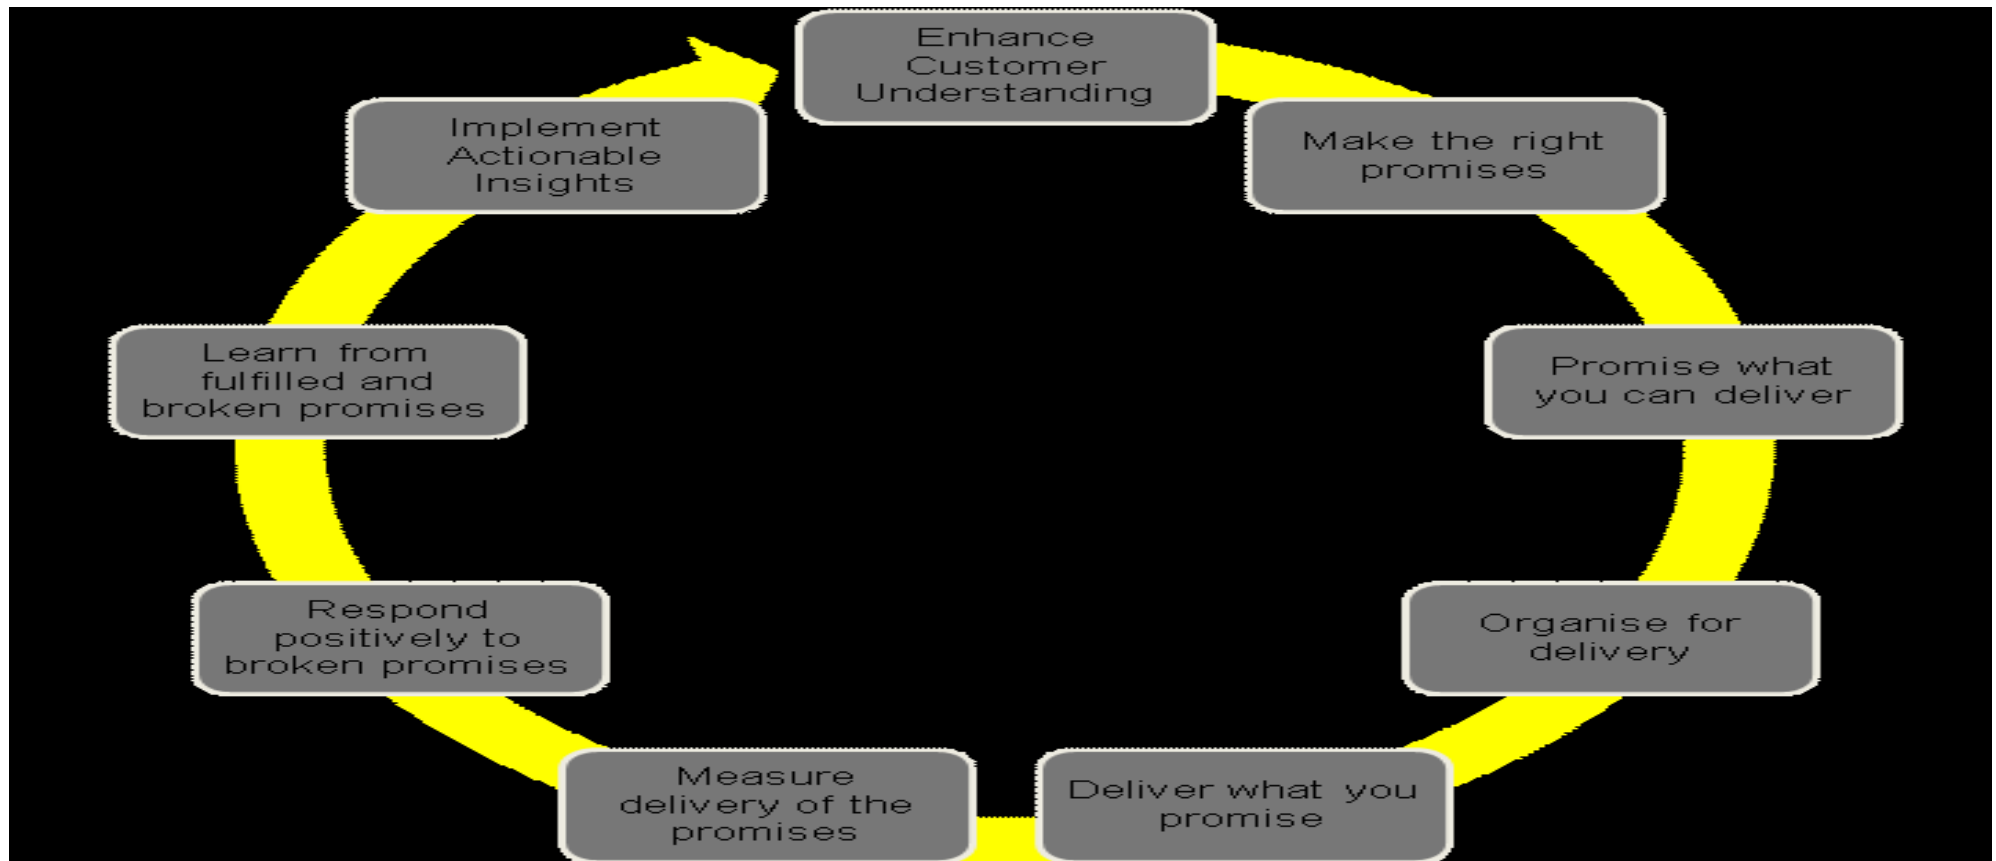 Enhance
Customer
Understanding
Make the right
promises
Promise what
you can deliver
Organise for
delivery
Deliver what you
promise
Measure
delivery of the
promises
Respond
positively to
broken promises
Learn from
fulfilled and
broken promises
Implement
Actionable
Insights